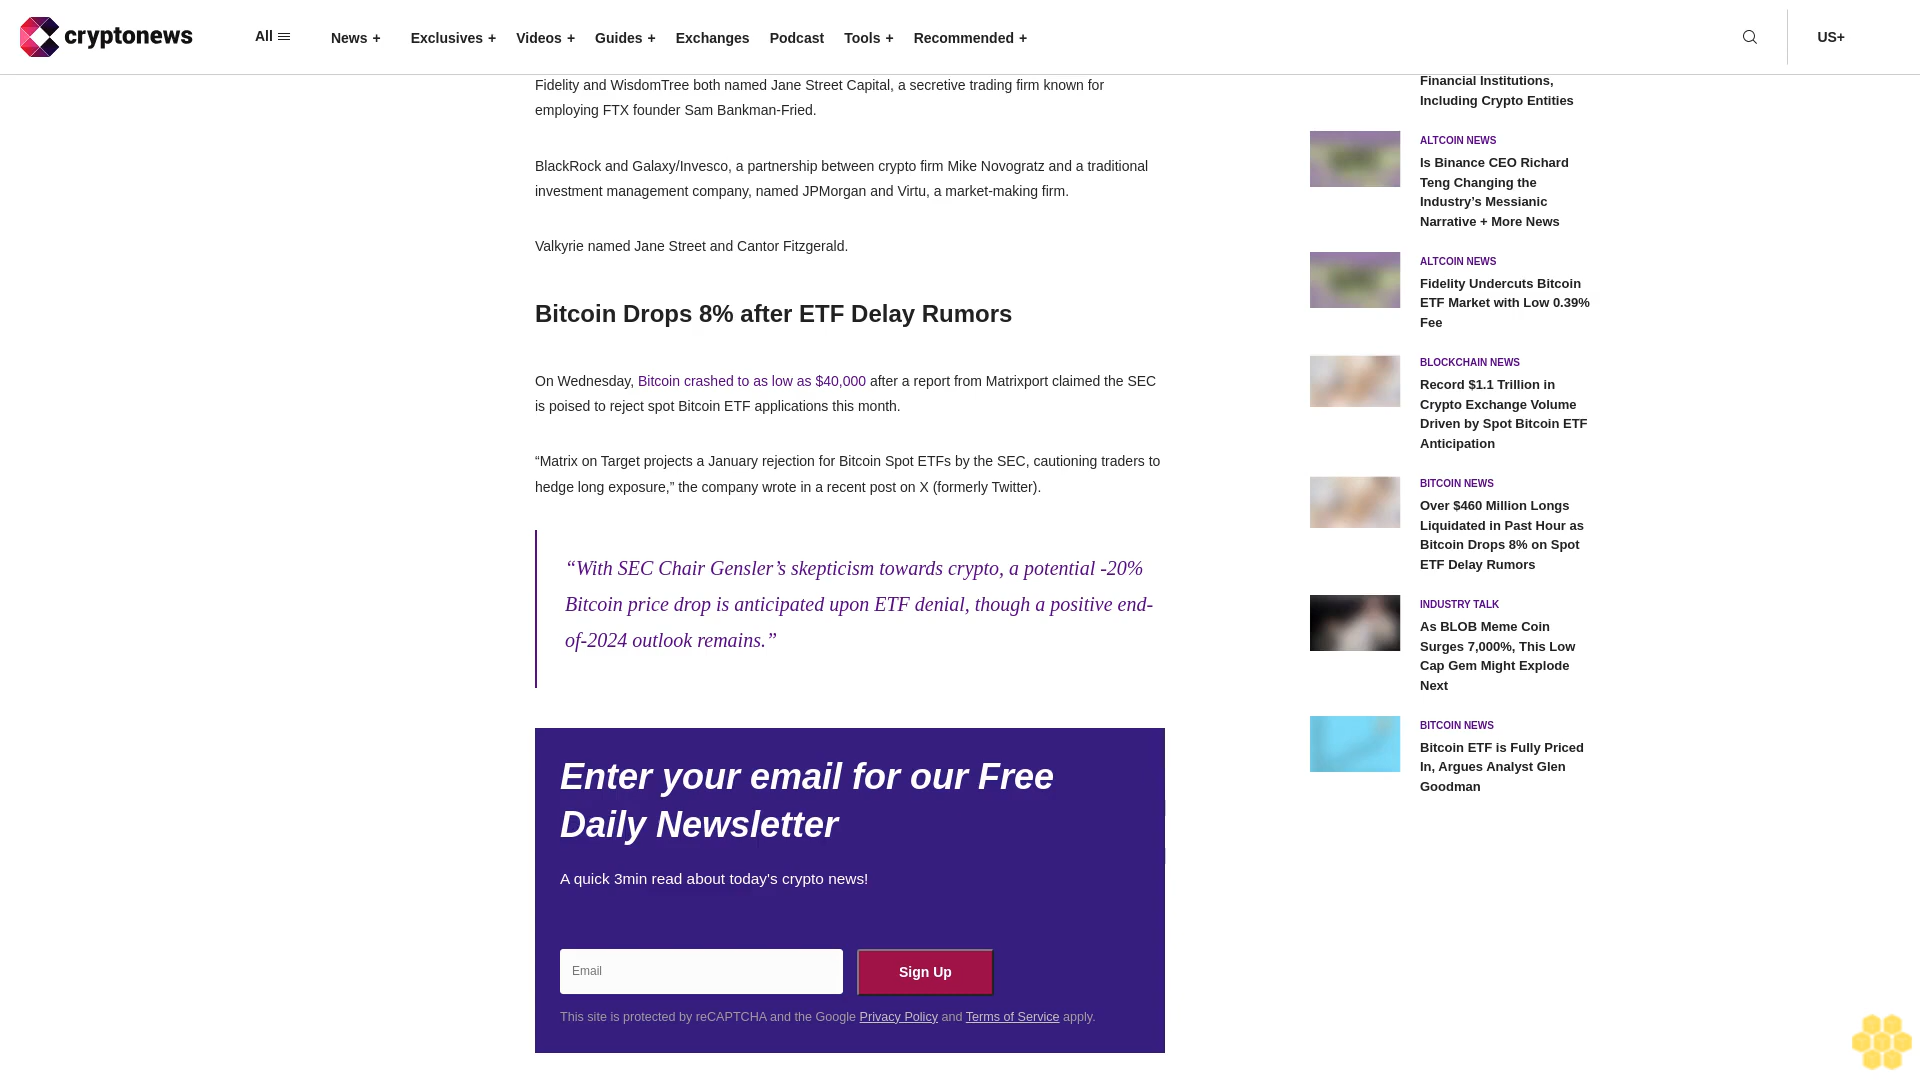 cryptonews
All
News +
Exclusives +
Videos +
Guides +
Exchanges
Podcast
Tools +
Recommended +
US+
Fidelity and WisdomTree both named Jane Street Capital, a secretive trading firm known for
employing FTX founder Sam Bankman-Fried.
BlackRock and Galaxy/Invesco, a partnership between crypto firm Mike Novogratz and a traditional
investment management company, named JPMorgan and Virtu, a market-making firm.
Valkyrie named Jane Street and Cantor Fitzgerald.
Bitcoin Drops 8% after ETF Delay Rumors
On Wednesday, Bitcoin crashed to as low as $40,000 after a report from Matrixport claimed the SEC
is poised to reject spot Bitcoin ETF applications this month.
“Matrix on Target projects a January rejection for Bitcoin Spot ETFs by the SEC, cautioning traders to
hedge long exposure,” the company wrote in a recent post on X (formerly Twitter).
“With SEC Chair Gensler’s skepticism towards crypto, a potential -20%
Bitcoin price drop is anticipated upon ETF denial, though a positive end-
of-2024 outlook remains.”
Enter your email for our Free
Daily Newsletter
A quick 3min read about today's crypto news!
Email
Sign Up
This site is protected by reCAPTCHA and the Google Privacy Policy and Terms of Service apply.
Financial Institutions,
Including Crypto Entities
ALTCOIN NEWS
Is Binance CEO Richard
Teng Changing the
Industry’s Messianic
Narrative + More News
ALTCOIN NEWS
Fidelity Undercuts Bitcoin
ETF Market with Low 0.39%
Fee
BLOCKCHAIN NEWS
Record $1.1 Trillion in
Crypto Exchange Volume
Driven by Spot Bitcoin ETF
Anticipation
BITCOIN NEWS
Over $460 Million Longs
Liquidated in Past Hour as
Bitcoin Drops 8% on Spot
ETF Delay Rumors
INDUSTRY TALK
As BLOB Meme Coin
Surges 7,000%, This Low
Cap Gem Might Explode
Next
BITCOIN NEWS
Bitcoin ETF is Fully Priced
In, Argues Analyst Glen
Goodman